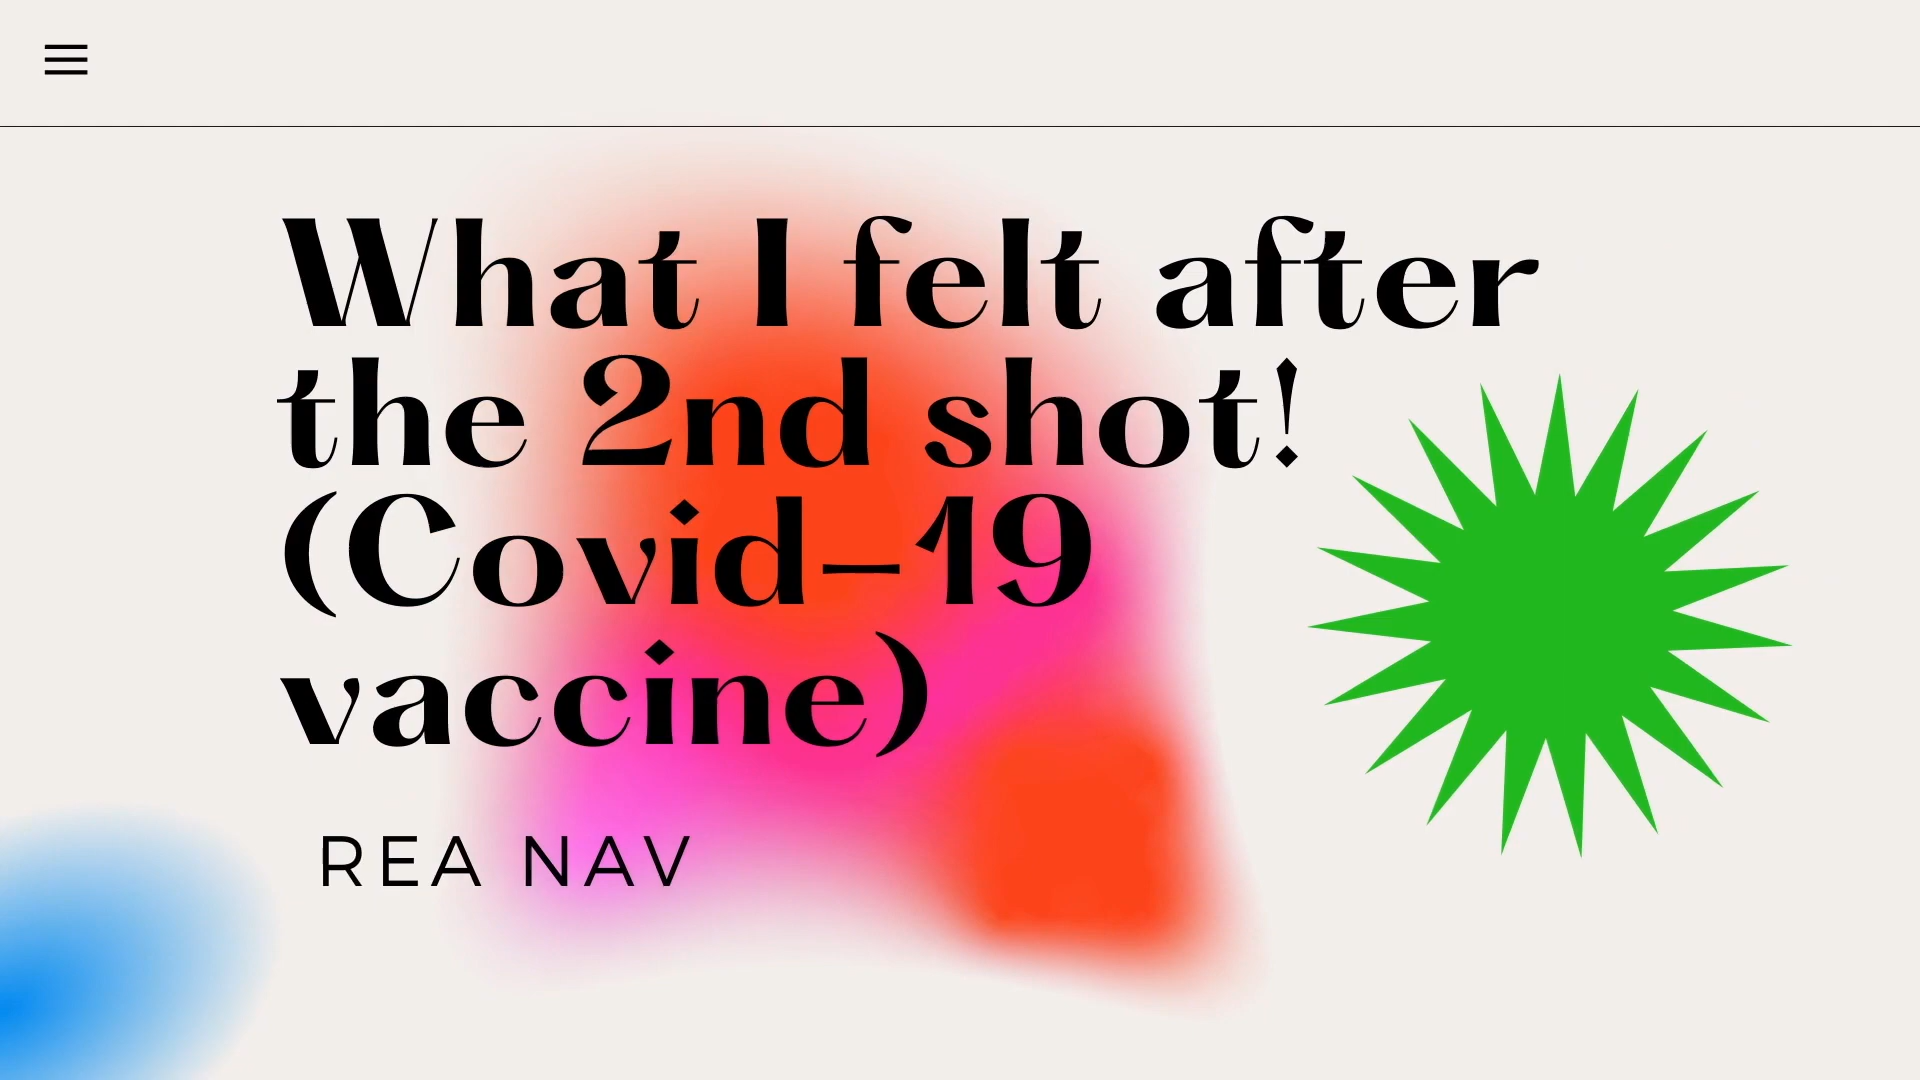 What I felt after
the 2nd shot!
(Covid-19
vaccine)
REA NAV